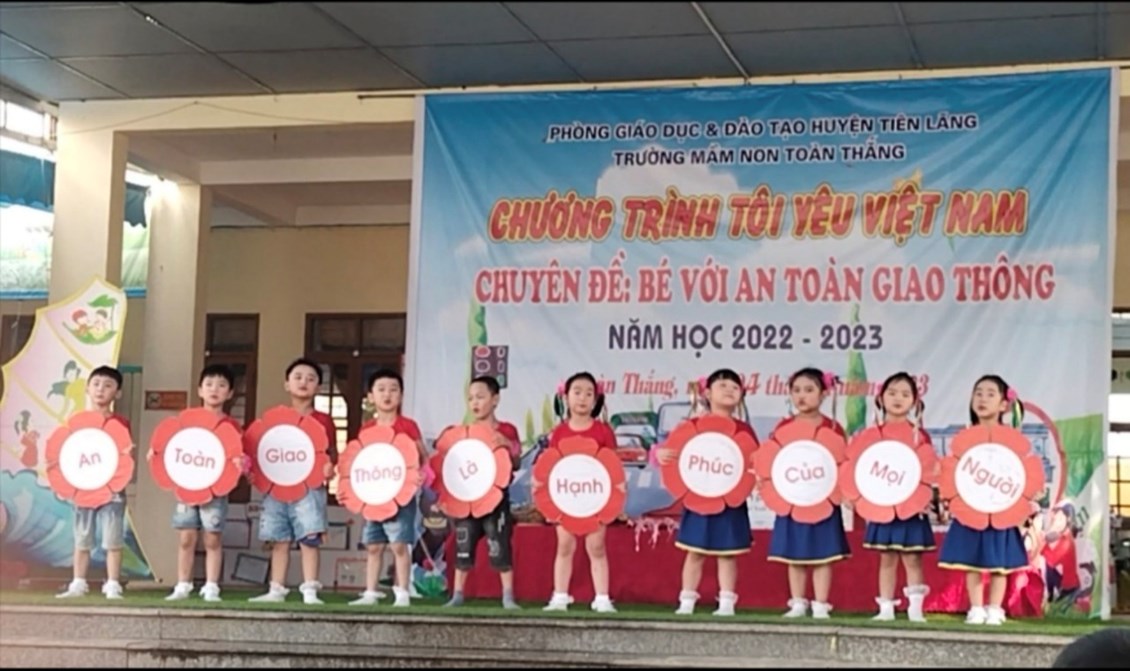 PHÒNG GIÁO DỤC & ĐÀO TẠO HUYỆN TIÊN LÃNG
TRƯỜNG MẦM NON TOÀN THẮNG
CHƯƠNG TRÌNH TÔI YÊU VIỆT NAM
CHUYÊN ĐỀ: BÉ VỚI AN TOÀN GIAO THÔNG
NĂM HỌC 2022 - 2023
Thắng,
An Toàn Giao Thông Là Hạnh Phúc Của Mọi Người